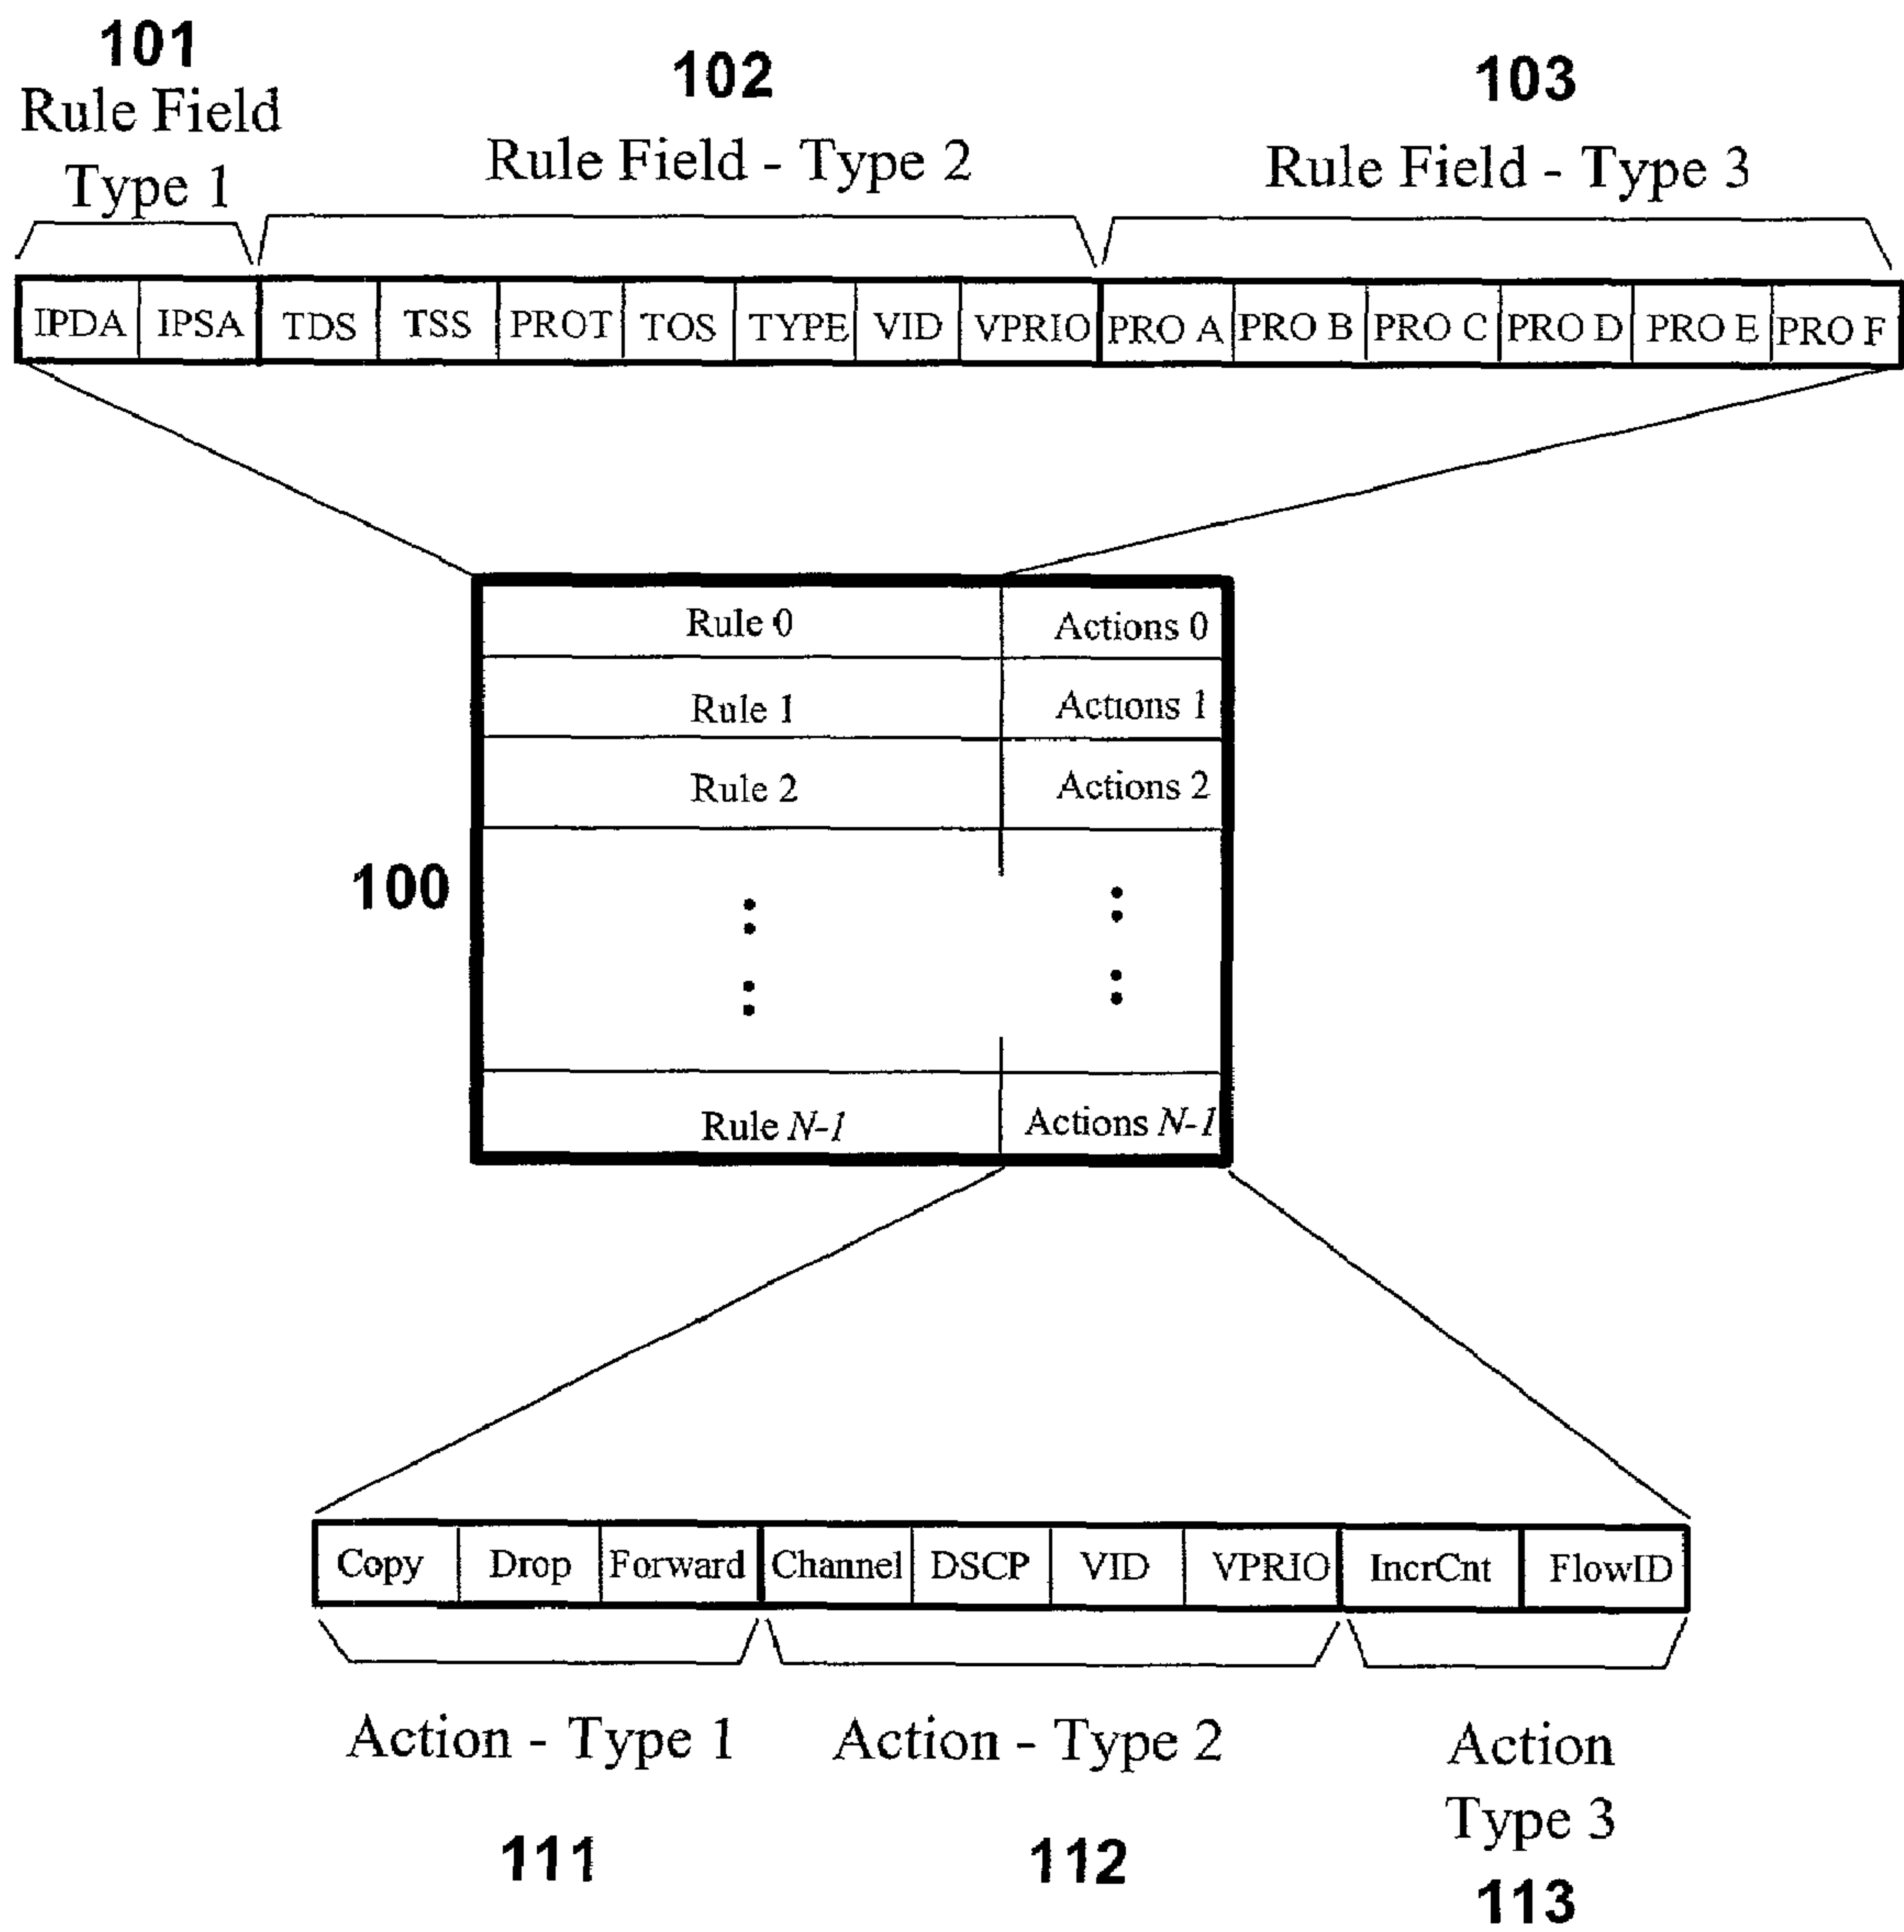 101
Rule Field
Type 1
102
Rule Field - Type 2
103
Rule Field - Type 3
IPDA IPSA TDS TSS PROT TOS TYPE VID VPRIO PRO A PRO B PRO C PRO D PRO E PRO F
Rule 0 Actions 0
Rule 1 Actions 1
Rule 2 Actions 2
100
Rule N-1 Actions N-1
Copy Drop Forward Channel DSCP VID VPRIO IncrCnt FlowID
Action - Type 1
111
Action - Type 2
112
Action
Type 3
113